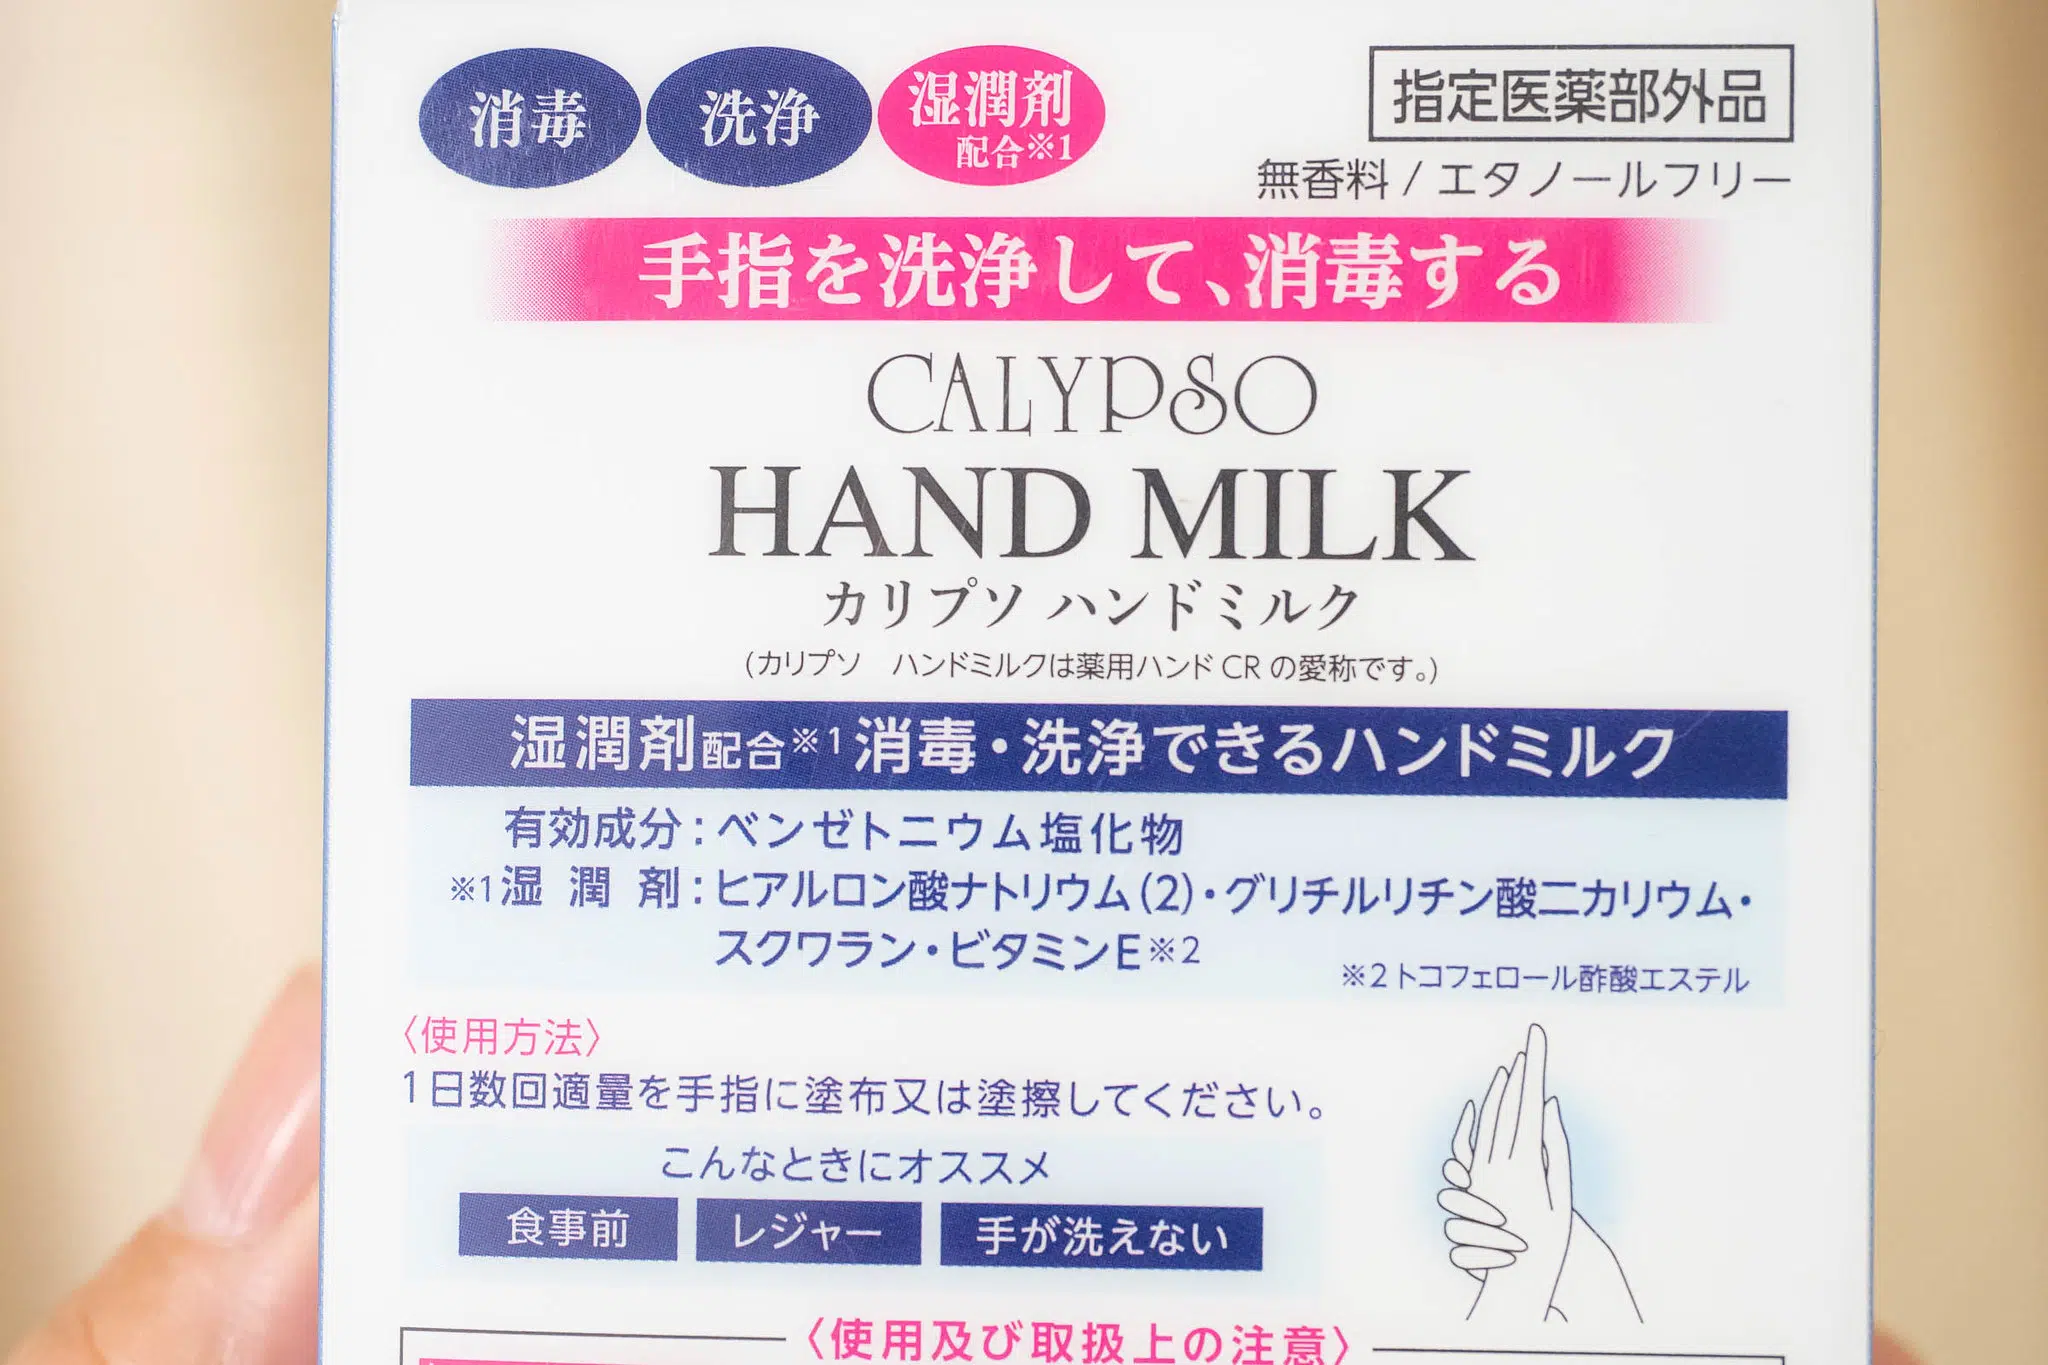 消毒 洗浄 湿潤剤
配合※1
指定医薬部外品
無香料 / エタノールフリー
手指を洗浄して、消毒する
CALYPSO
HAND MILK
カリプソ ハンドミルク
(カリプソ　ハンドミルクは薬用ハンドCRの愛称です。)
湿潤剤配合※1消毒・洗浄できるハンドミルク
有効成分：ベンゼトニウム塩化物
※1湿潤剤：ヒアルロン酸ナトリウム(2)・グリチルリチン酸二カリウム・
スクワラン・ビタミンE※2
※2トコフェロール酢酸エステル
〈使用方法〉
1日数回適量を手指に塗布又は塗擦してください。
こんなときにオススメ
食事前 レジャー 手が洗えない
〈使用及び取扱上の注意〉